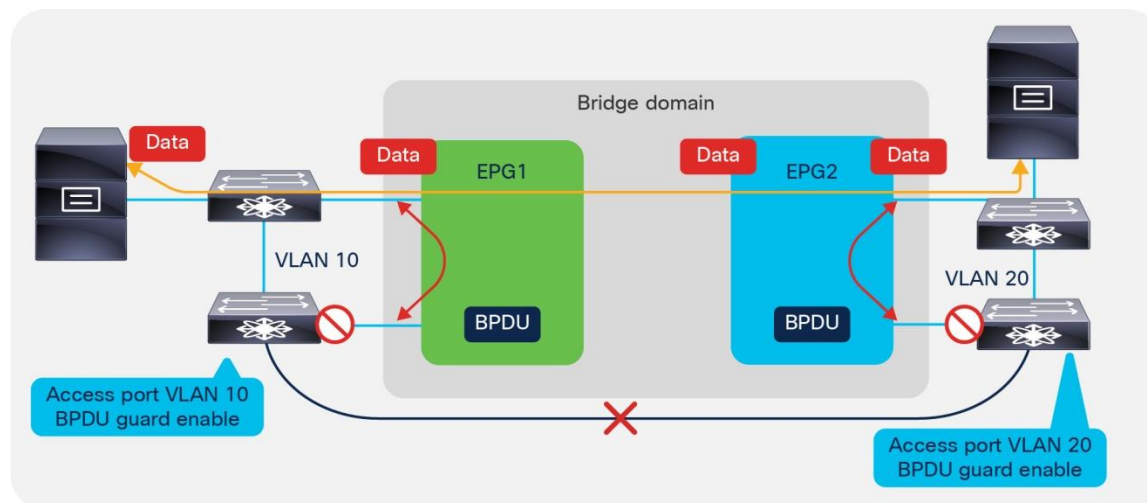 Bridge domain
Data
Data
EPG1
Data
EPG2
Data
VLAN 10
VLAN 20
BPDU
BPDU
Access port VLAN 10
BPDU guard enable
Access port VLAN 20
BPDU guard enable